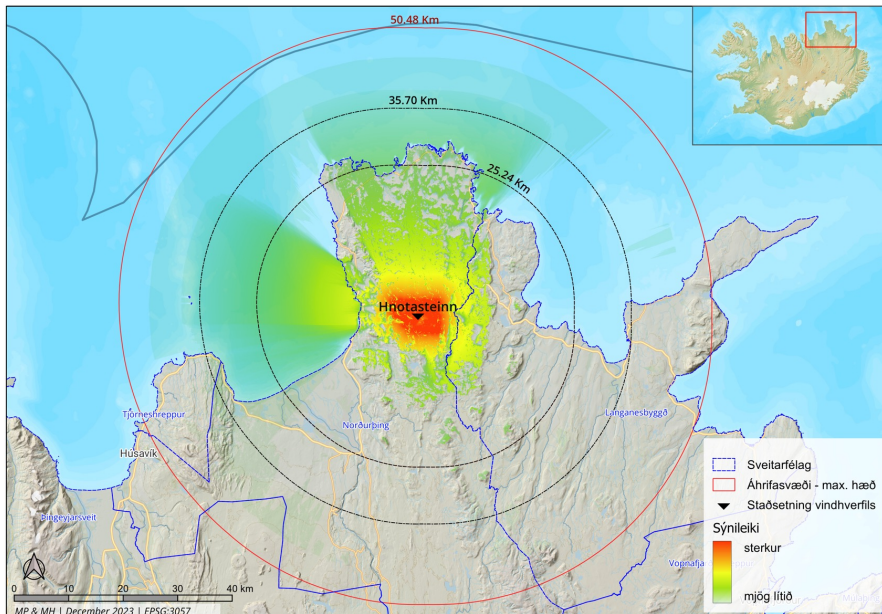 50.48 Km
35.70 Km
25.24 Km
Hnotasteinn
Tjörneshreppur
Norðurþing
Langanesbyggð
Húsavík
Þingeyjarsveit
Sveitarfélag
Áhrifasvæði - max. hæð
Staðsetning vindhverfils
Sýnileiki
sterkur
mjög lítið
0 10 20 30 40 km
MP & MH | December 2023 | EPSG:3057